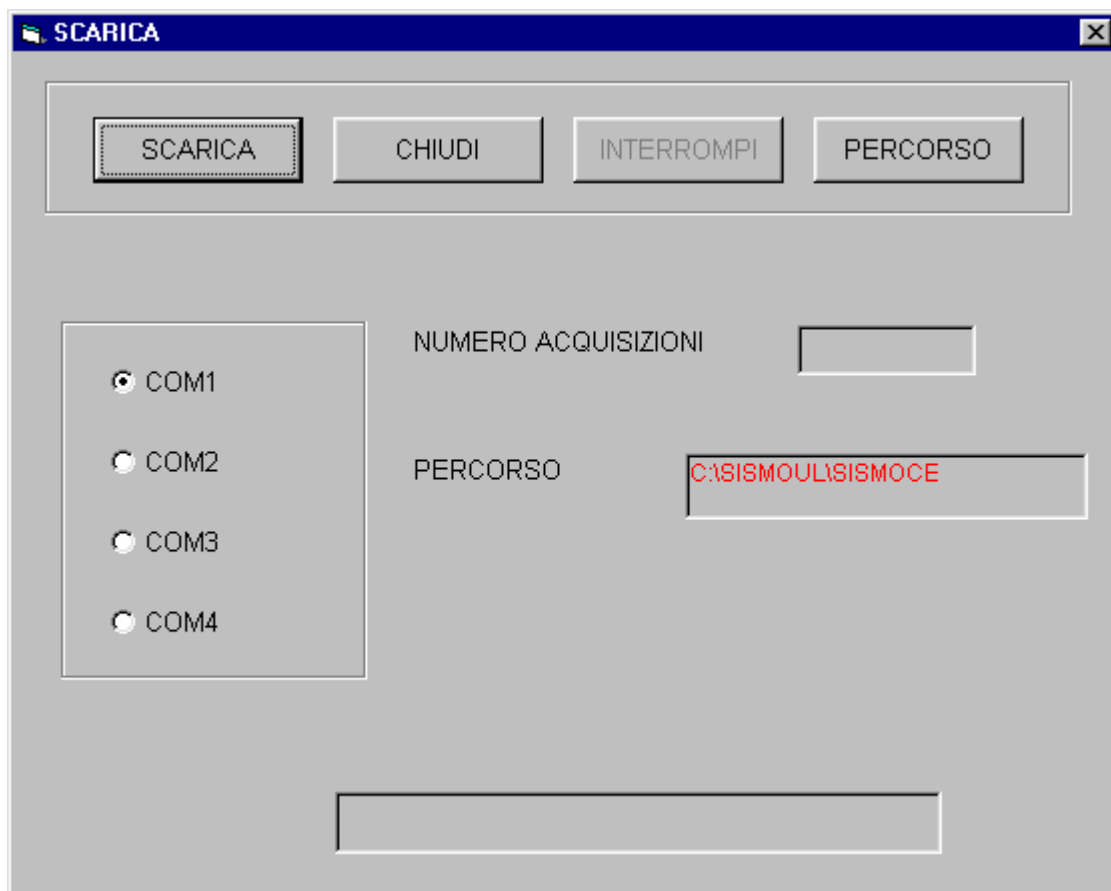 SCARICA
SCARICA CHIUDI INTERROMPI PERCORSO
COM1
COM2
COM3
COM4
NUMERO ACQUISIZIONI
PERCORSO
C:\SISMOUL\SISMOCE